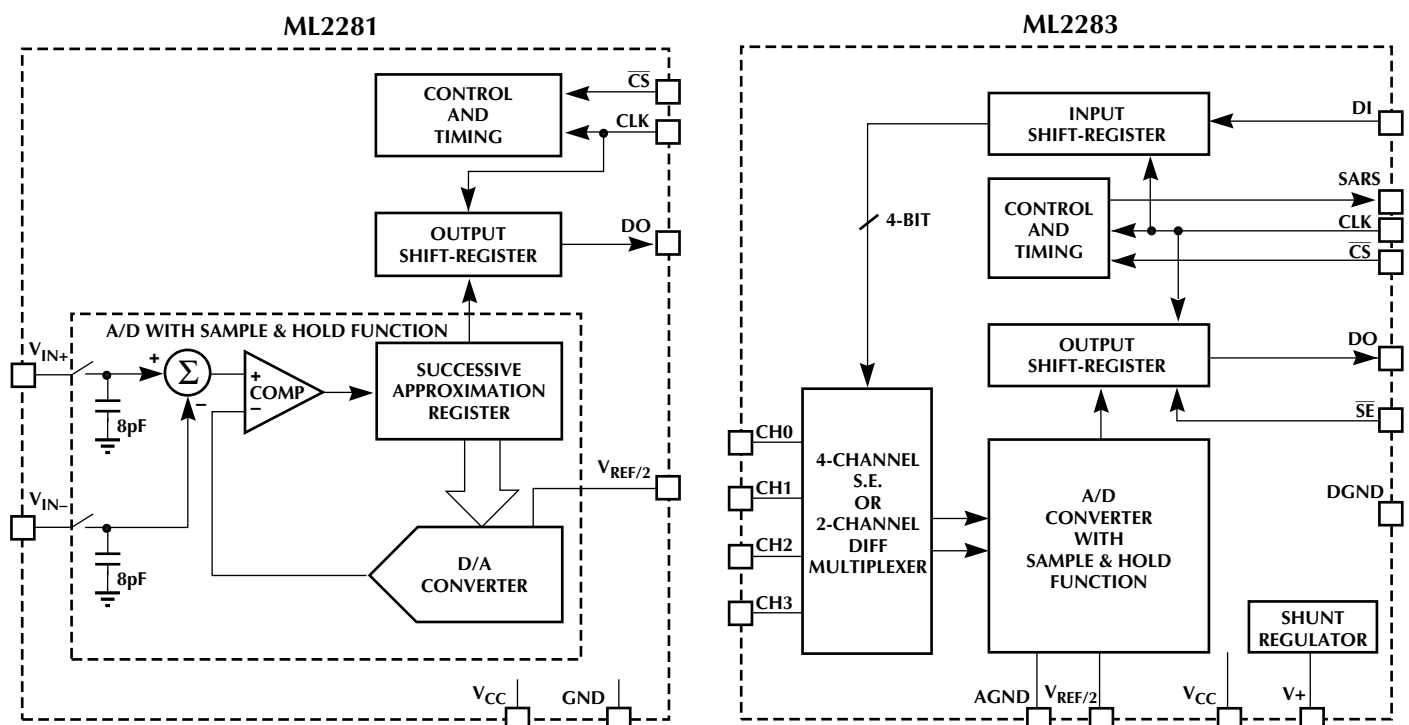 ML2281
CONTROL
AND
TIMING
CS
CLK
OUTPUT
SHIFT-REGISTER
DO
A/D WITH SAMPLE & HOLD FUNCTION
VIN+
+
Σ
–
+
COMP
–
8pF
SUCCESSIVE
APPROXIMATION
REGISTER
VREF/2
VIN–
8pF
D/A
CONVERTER
VCC
GND
ML2283
INPUT
SHIFT-REGISTER
DI
4-BIT
CONTROL
AND
TIMING
SARS
CLK
CS
OUTPUT
SHIFT-REGISTER
DO
SE
CH0
CH1
CH2
CH3
4-CHANNEL
S.E.
OR
2-CHANNEL
DIFF
MULTIPLEXER
A/D
CONVERTER
WITH
SAMPLE & HOLD
FUNCTION
DGND
SHUNT
REGULATOR
AGND
VREF/2
VCC
V+